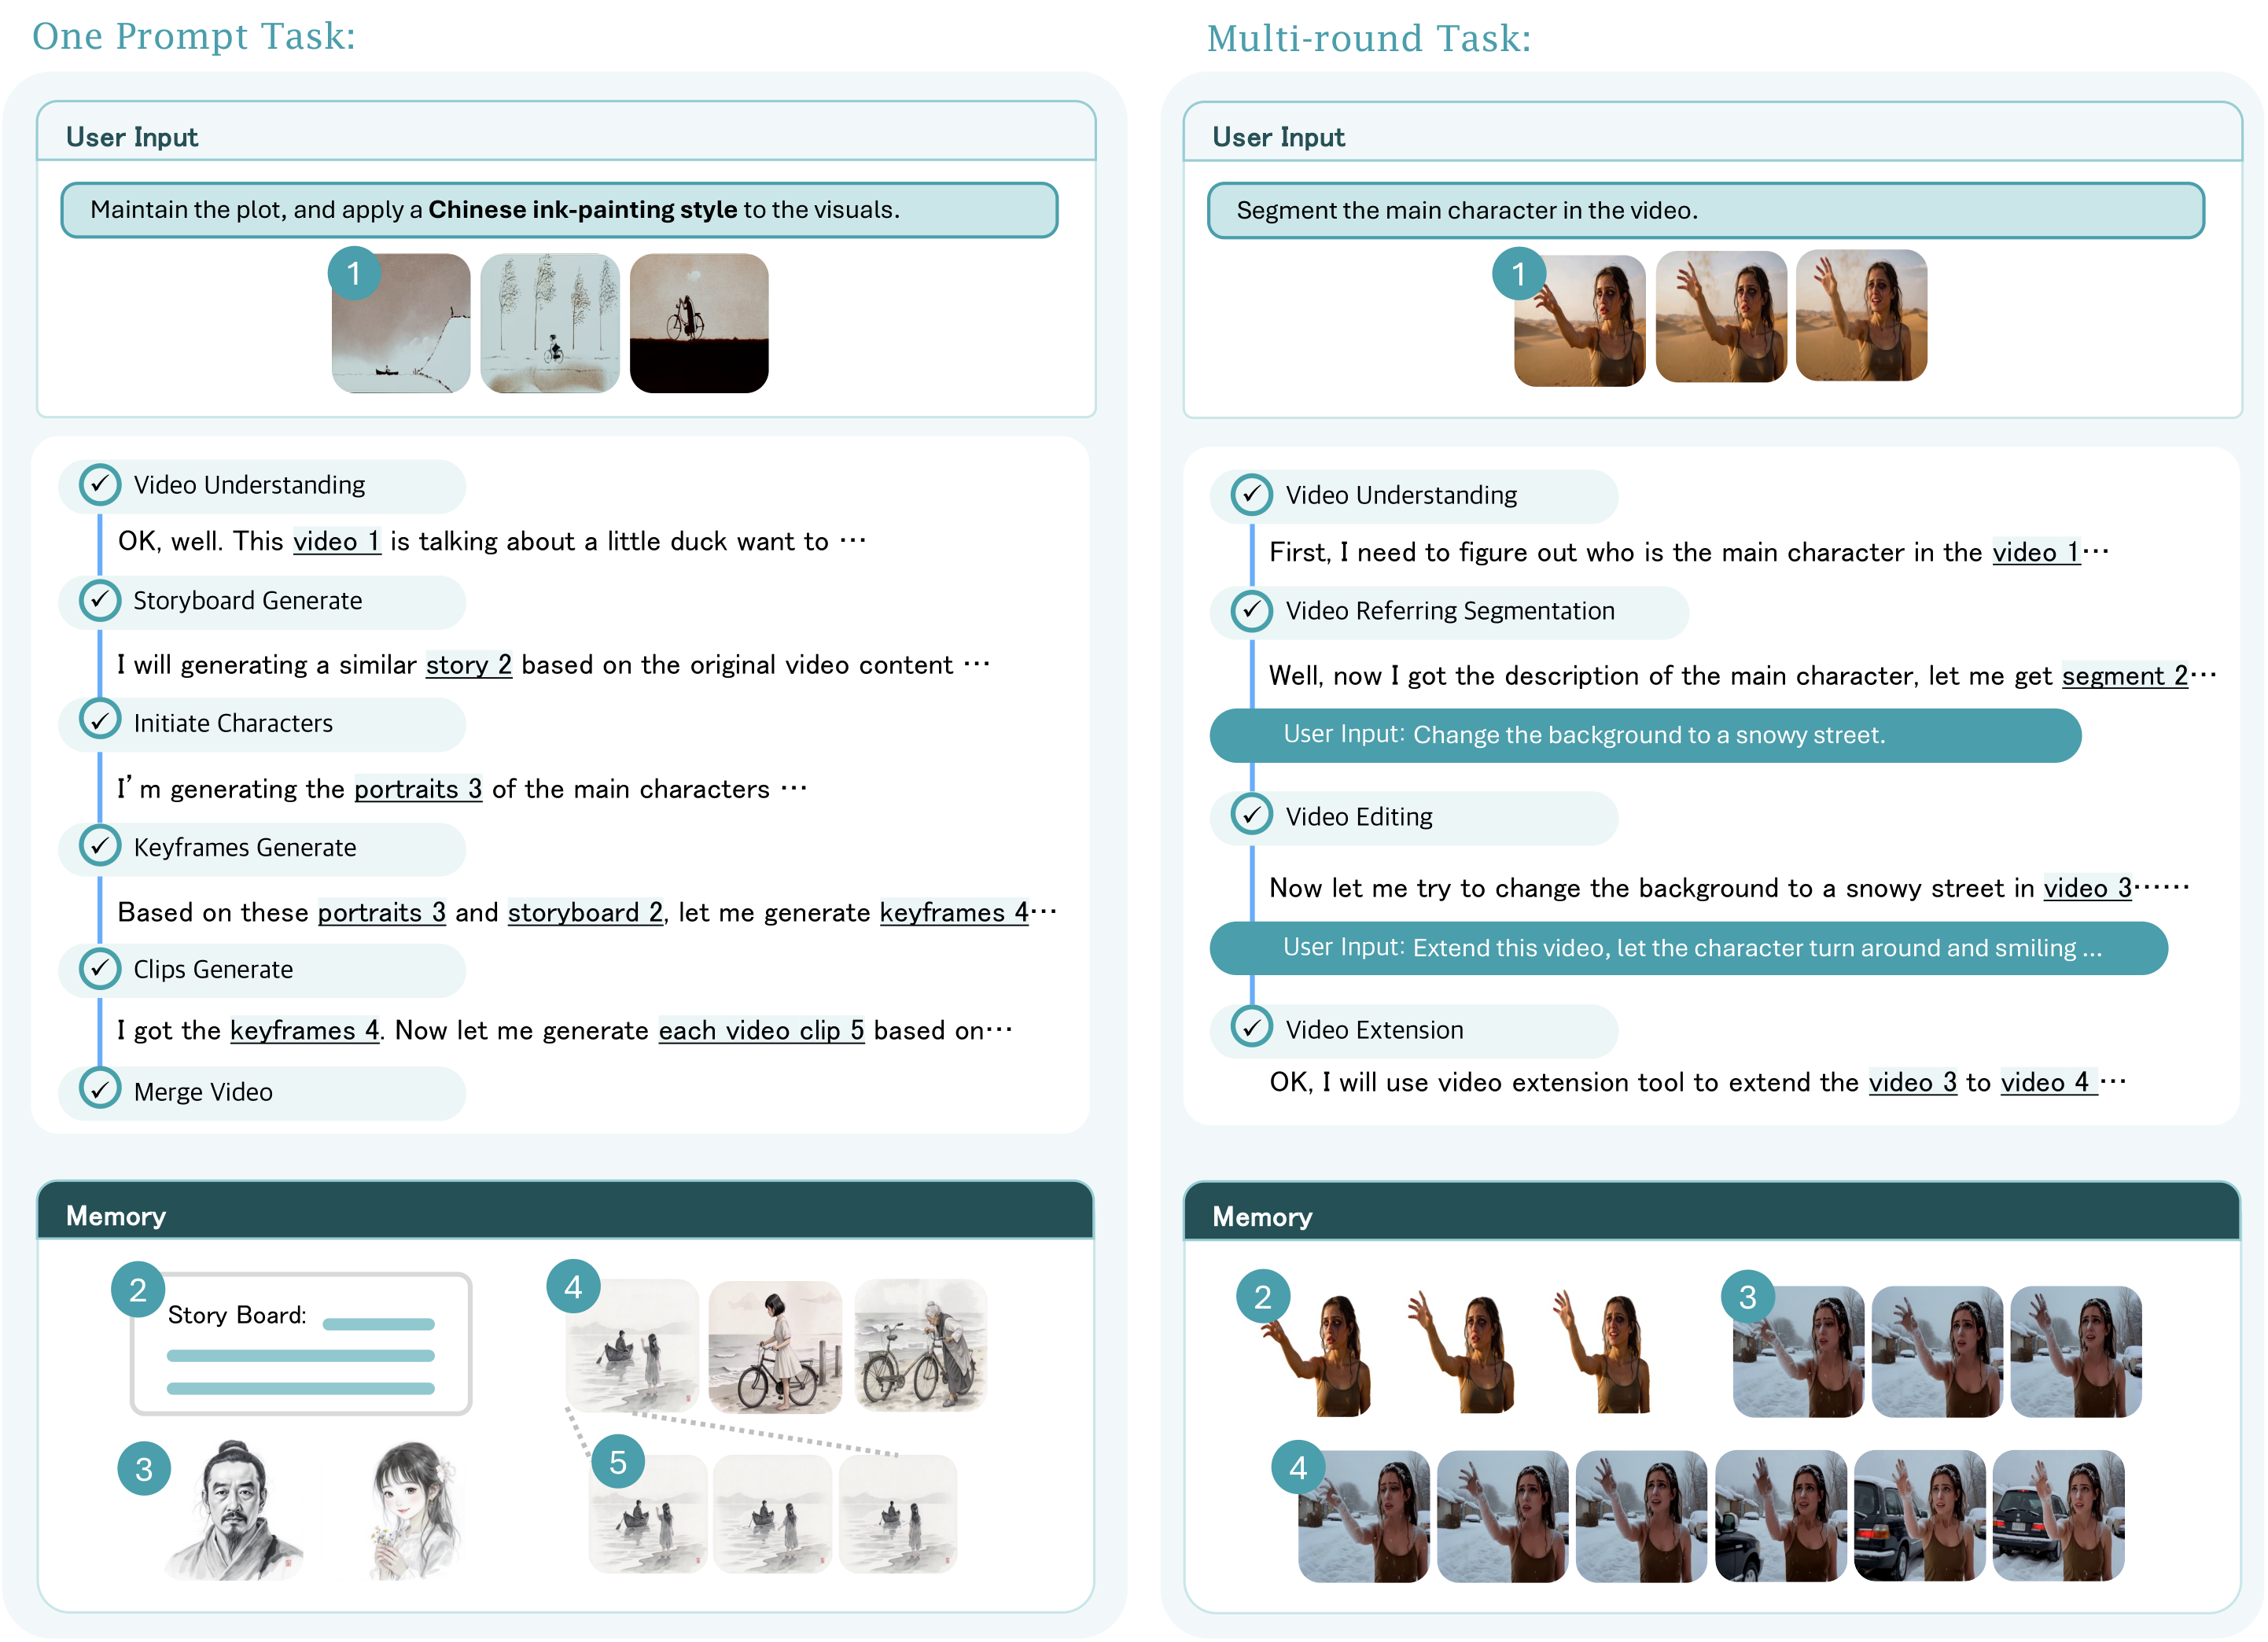 One Prompt Task:
User Input
Maintain the plot, and apply a Chinese ink-painting style to the visuals.
1
Video Understanding
OK, well. This video 1 is talking about a little duck want to ···
Storyboard Generate
I will generating a similar story 2 based on the original video content ···
Initiate Characters
I’m generating the portraits 3 of the main characters ···
Keyframes Generate
Based on these portraits 3 and storyboard 2, let me generate keyframes 4···
Clips Generate
I got the keyframes 4. Now let me generate each video clip 5 based on···
Merge Video
Memory
2
Story Board:
4
3
5
Multi-round Task:
User Input
Segment the main character in the video.
1
Video Understanding
First, I need to figure out who is the main character in the video 1···
Video Referring Segmentation
Well, now I got the description of the main character, let me get segment 2···
User Input: Change the background to a snowy street.
Video Editing
Now let me try to change the background to a snowy street in video 3······
User Input: Extend this video, let the character turn around and smiling ...
Video Extension
OK, I will use video extension tool to extend the video 3 to video 4 ···
Memory
2
3
4